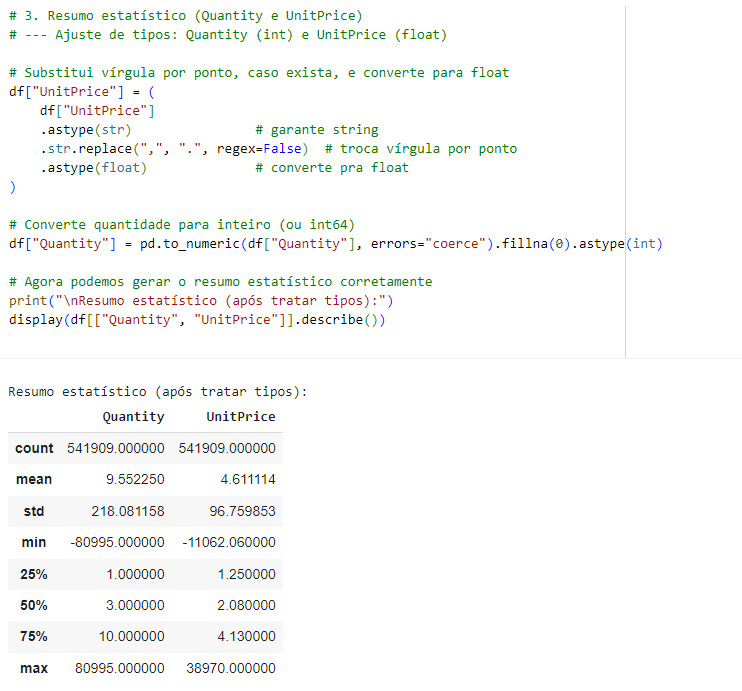 # 3. Resumo estatístico (Quantity e UnitPrice)
# --- Ajuste de tipos: Quantity (int) e UnitPrice (float)

# Substitui vírgula por ponto, caso exista, e converte para float
df["UnitPrice"] = (
    df["UnitPrice"]
    .astype(str)                # garante string
    .str.replace(",", ".", regex=False)  # troca vírgula por ponto
    .astype(float)              # converte pra float
)

# Converte quantidade para inteiro (ou int64)
df["Quantity"] = pd.to_numeric(df["Quantity"], errors="coerce").fillna(0).astype(int)

# Agora podemos gerar o resumo estatístico corretamente
print("\nResumo estatístico (após tratar tipos):")
display(df[["Quantity", "UnitPrice"]].describe())

Resumo estatístico (após tratar tipos):
Quantity UnitPrice
count 541909.000000 541909.000000
mean 9.552250 4.611114
std 218.081158 96.759853
min -80995.000000 -11062.060000
25% 1.000000 1.250000
50% 3.000000 2.080000
75% 10.000000 4.130000
max 80995.000000 38970.000000